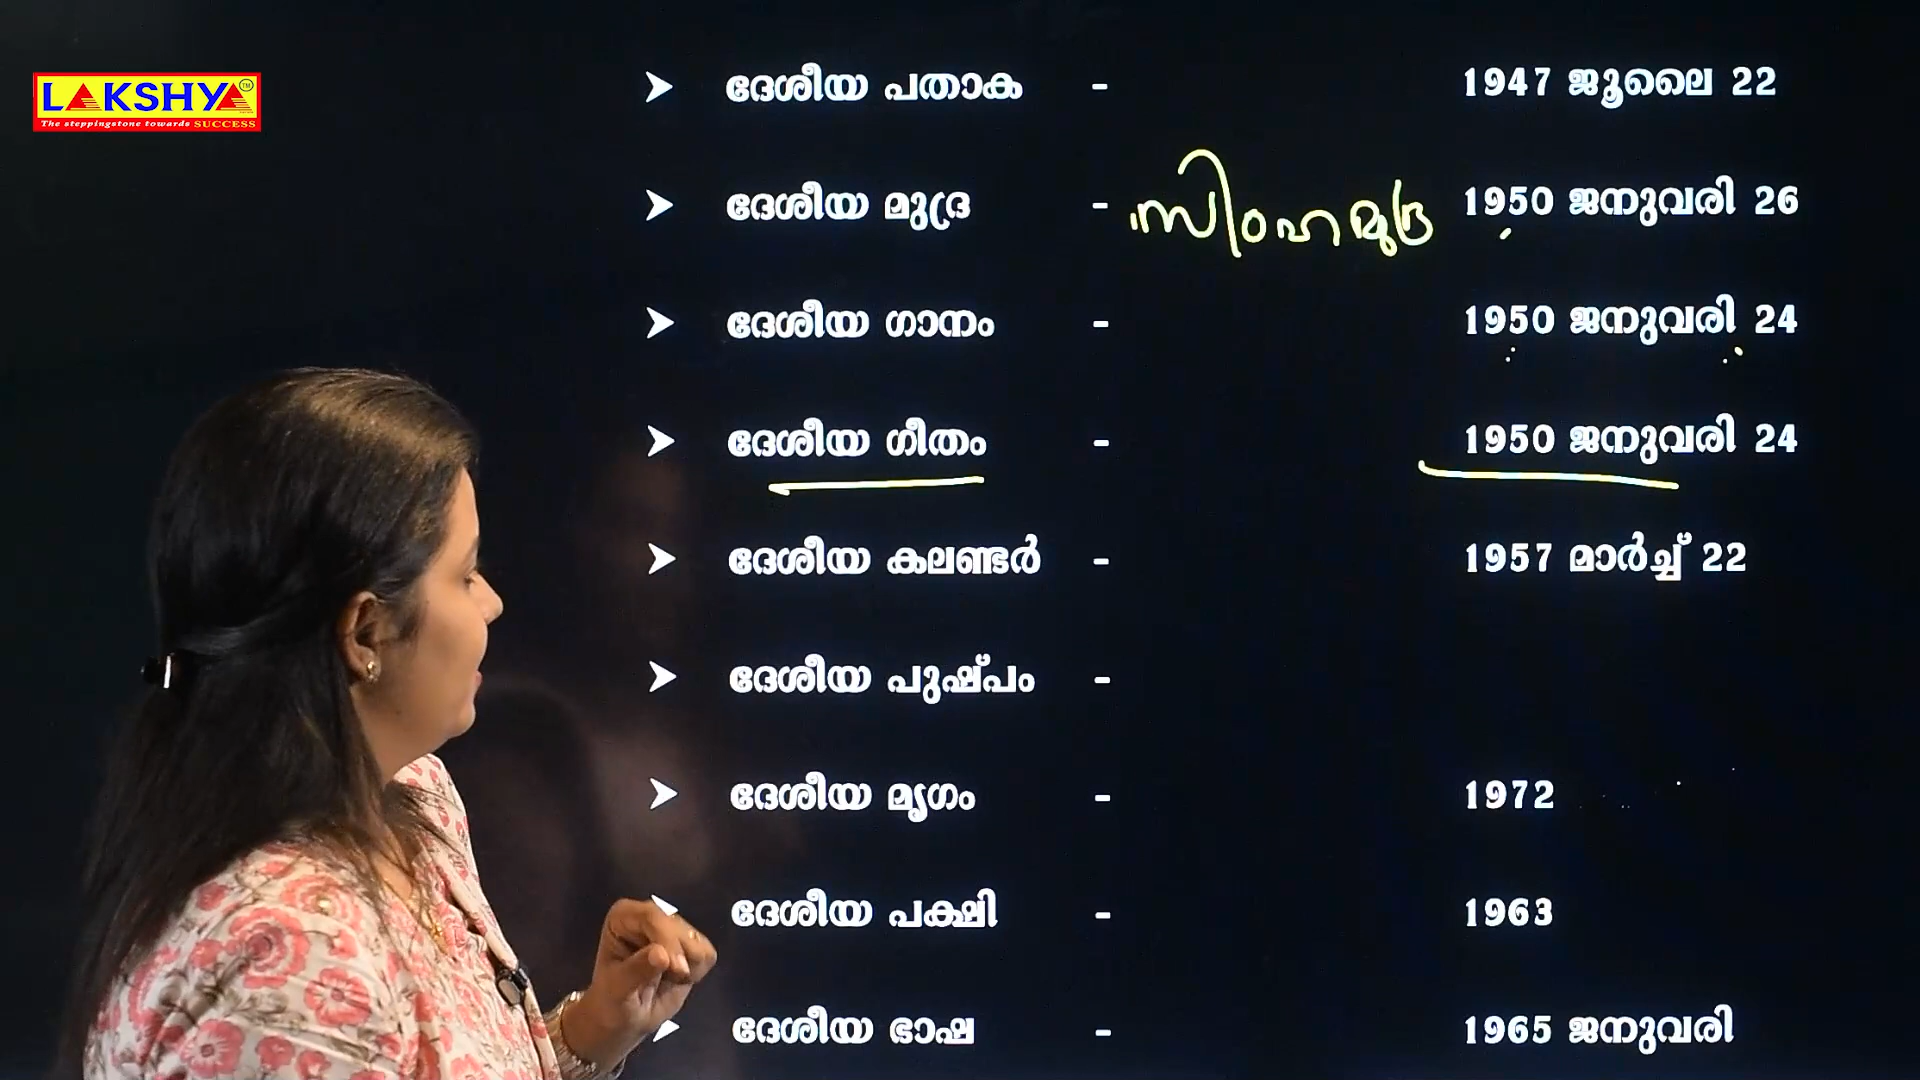 LAKSHYA™
The steppingstone towards SUCCESS
➤ ദേശീയ പതാക - 1947 ജൂലൈ 22
➤ ദേശീയ മുദ്ര - സിംഹമുദ്ര 1950 ജനുവരി 26
➤ ദേശീയ ഗാനം - 1950 ജനുവരി 24
➤ ദേശീയ ഗീതം - 1950 ജനുവരി 24
➤ ദേശീയ കലണ്ടർ - 1957 മാർച്ച് 22
➤ ദേശീയ പുഷ്പം -
➤ ദേശീയ മൃഗം - 1972
➤ ദേശീയ പക്ഷി - 1963
➤ ദേശീയ ഭാഷ - 1965 ജനുവരി